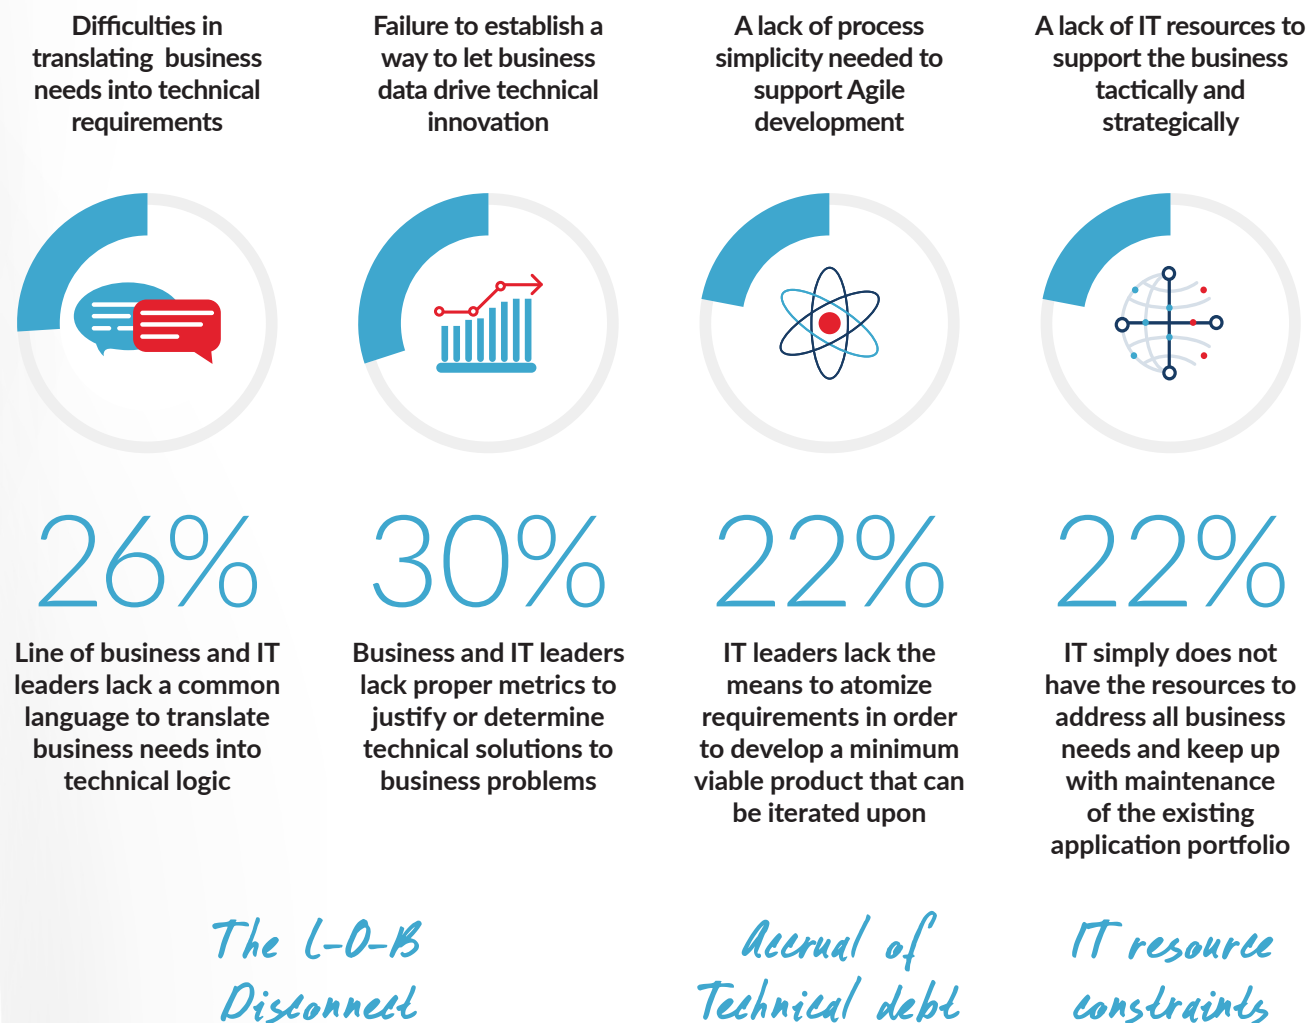 Difficulties in
translating business
needs into technical
requirements
Failure to establish a
way to let business
data drive technical
innovation
A lack of process
simplicity needed to
support Agile
development
A lack of IT resources to
support the business
tactically and
strategically
26%
30%
22%
22%
Line of business and IT
leaders lack a common
language to translate
business needs into
technical logic
Business and IT leaders
lack proper metrics to
justify or determine
technical solutions to
business problems
IT leaders lack the
means to atomize
requirements in order
to develop a minimum
viable product that can
be iterated upon
IT simply does not
have the resources to
address all business
needs and keep up
with maintenance
of the existing
application portfolio
The L-O-B
Disconnect
Accrual of
Technical debt
IT resource
constraints